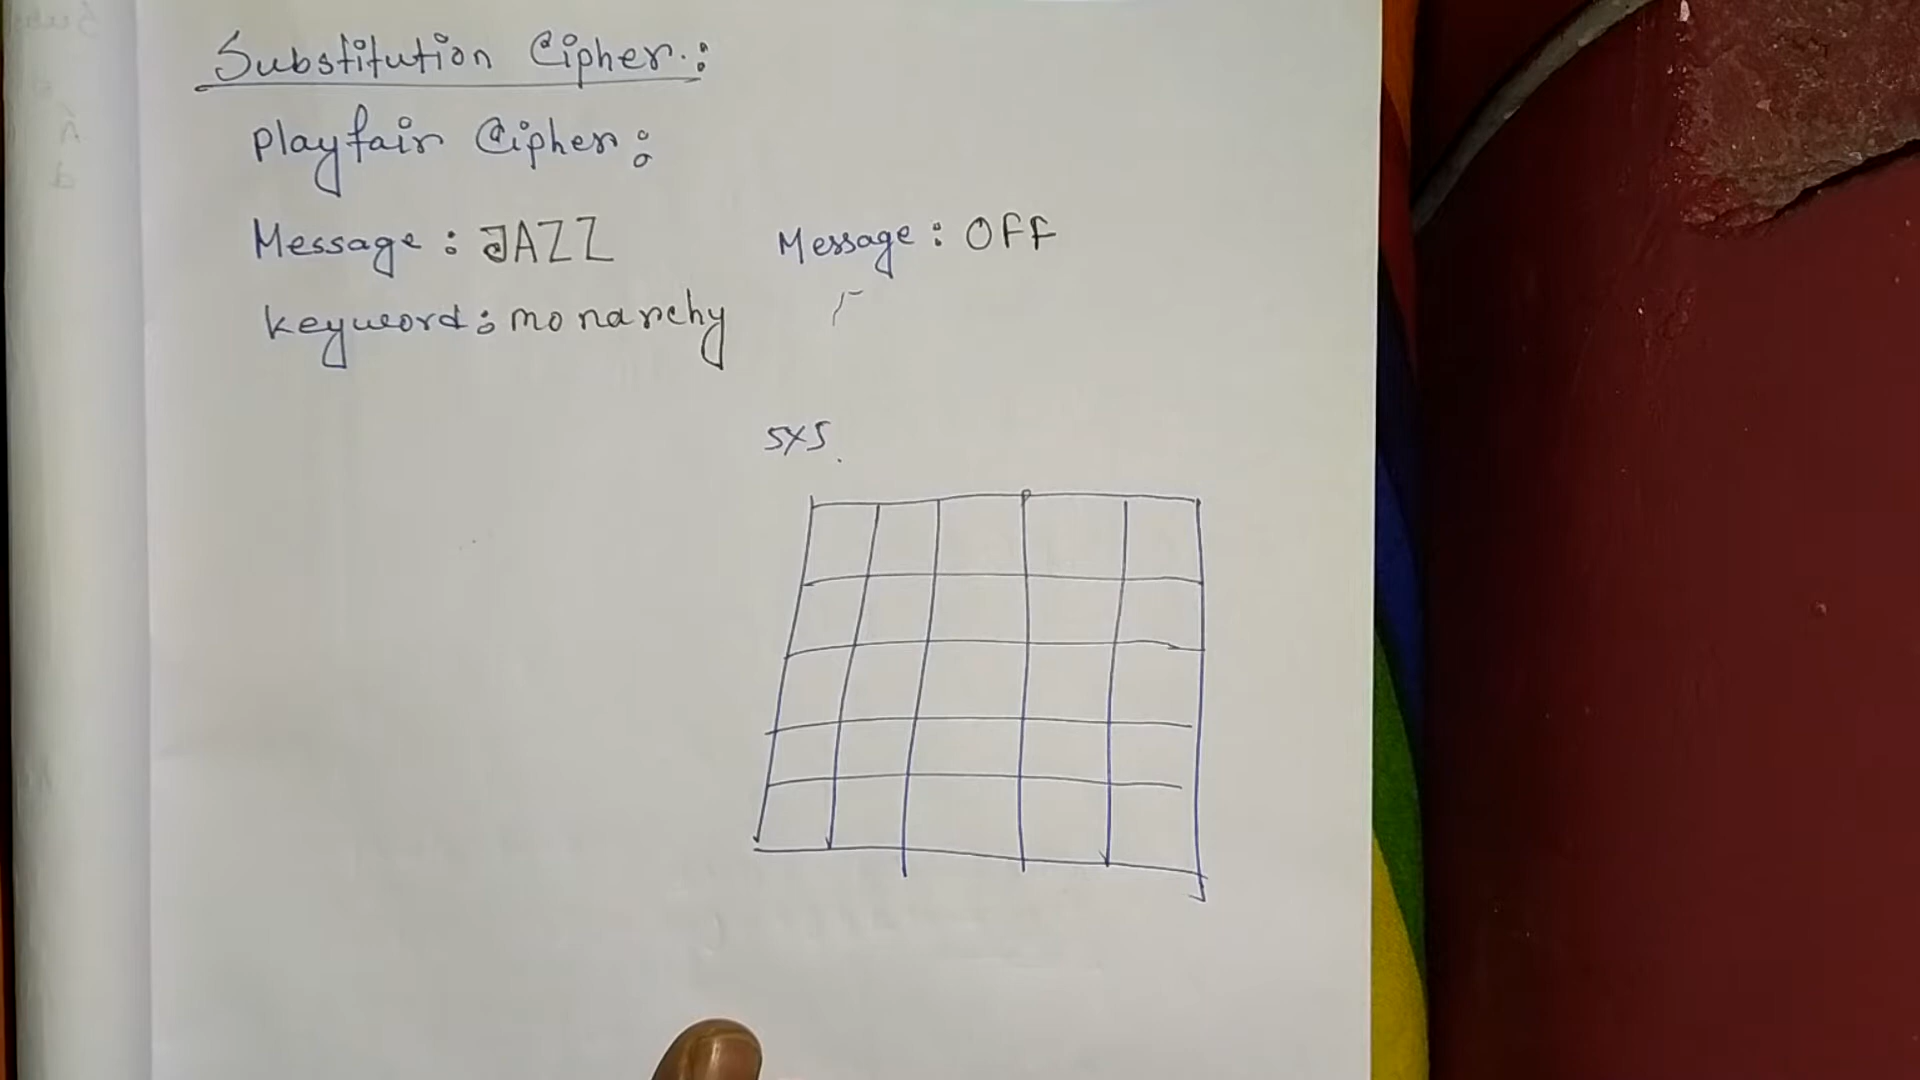 Substitution Cipher:
Playfair Cipher:
Message: JAZZ
Message: OFF
keyword: monarchy
5x5